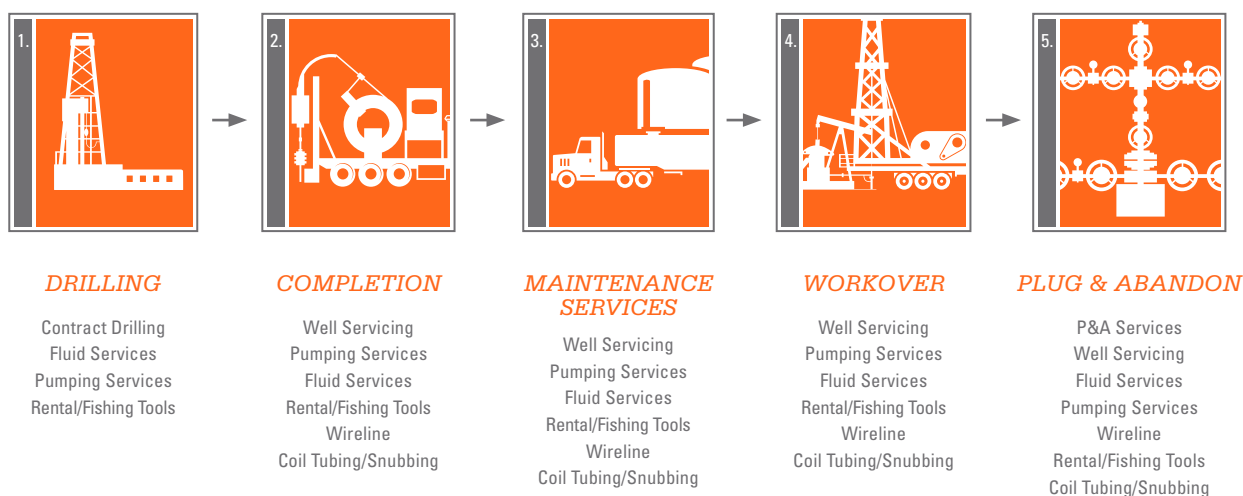 1.
2.
3.
4.
5.
DRILLING
Contract Drilling
Fluid Services
Pumping Services
Rental/Fishing Tools
COMPLETION
Well Servicing
Pumping Services
Fluid Services
Rental/Fishing Tools
Wireline
Coil Tubing/Snubbing
MAINTENANCE
SERVICES
Well Servicing
Pumping Services
Fluid Services
Rental/Fishing Tools
Wireline
Coil Tubing/Snubbing
WORKOVER
Well Servicing
Pumping Services
Fluid Services
Rental/Fishing Tools
Wireline
Coil Tubing/Snubbing
PLUG & ABANDON
P&A Services
Well Servicing
Fluid Services
Pumping Services
Wireline
Rental/Fishing Tools
Coil Tubing/Snubbing